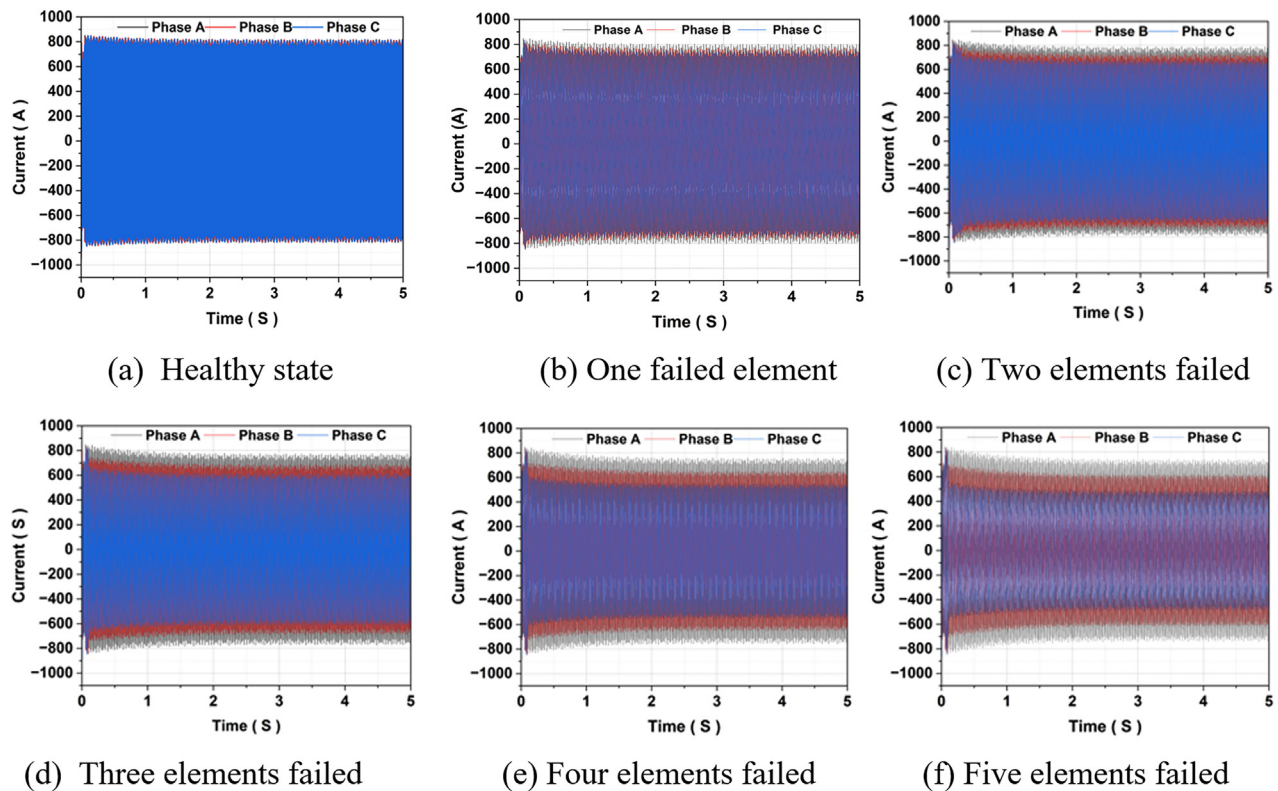 Phase A Phase B Phase C
1000
800
600
400
200
0
−200
−400
−600
−800
−1000
Current ( A )
0 1 2 3 4 5
Time ( S )
(a) Healthy state
Phase A Phase B Phase C
1000
800
600
400
200
0
−200
−400
−600
−800
−1000
Current (A)
0 1 2 3 4 5
Time ( S )
(b) One failed element
Phase A Phase B Phase C
1000
800
600
400
200
0
−200
−400
−600
−800
−1000
Current ( A )
0 1 2 3 4 5
Time ( S )
(c) Two elements failed
Phase A Phase B Phase C
1000
800
600
400
200
0
−200
−400
−600
−800
−1000
Current ( S )
0 1 2 3 4 5
Time ( S )
(d) Three elements failed
Phase A Phase B Phase C
1000
800
600
400
200
0
−200
−400
−600
−800
−1000
Current ( A )
0 1 2 3 4 5
Time ( S )
(e) Four elements failed
Phase A Phase B Phase C
1000
800
600
400
200
0
−200
−400
−600
−800
−1000
Current ( A )
0 1 2 3 4 5
Time ( S )
(f) Five elements failed